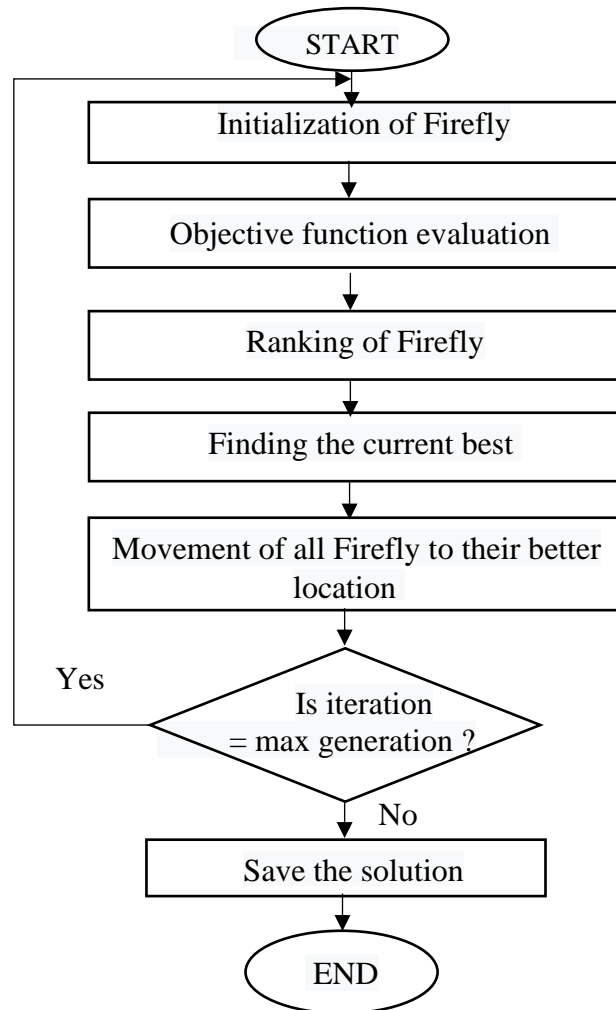 START
Initialization of Firefly
Objective function evaluation
Ranking of Firefly
Finding the current best
Movement of all Firefly to their better
location
Yes
Is iteration
= max generation ?
No
Save the solution
END